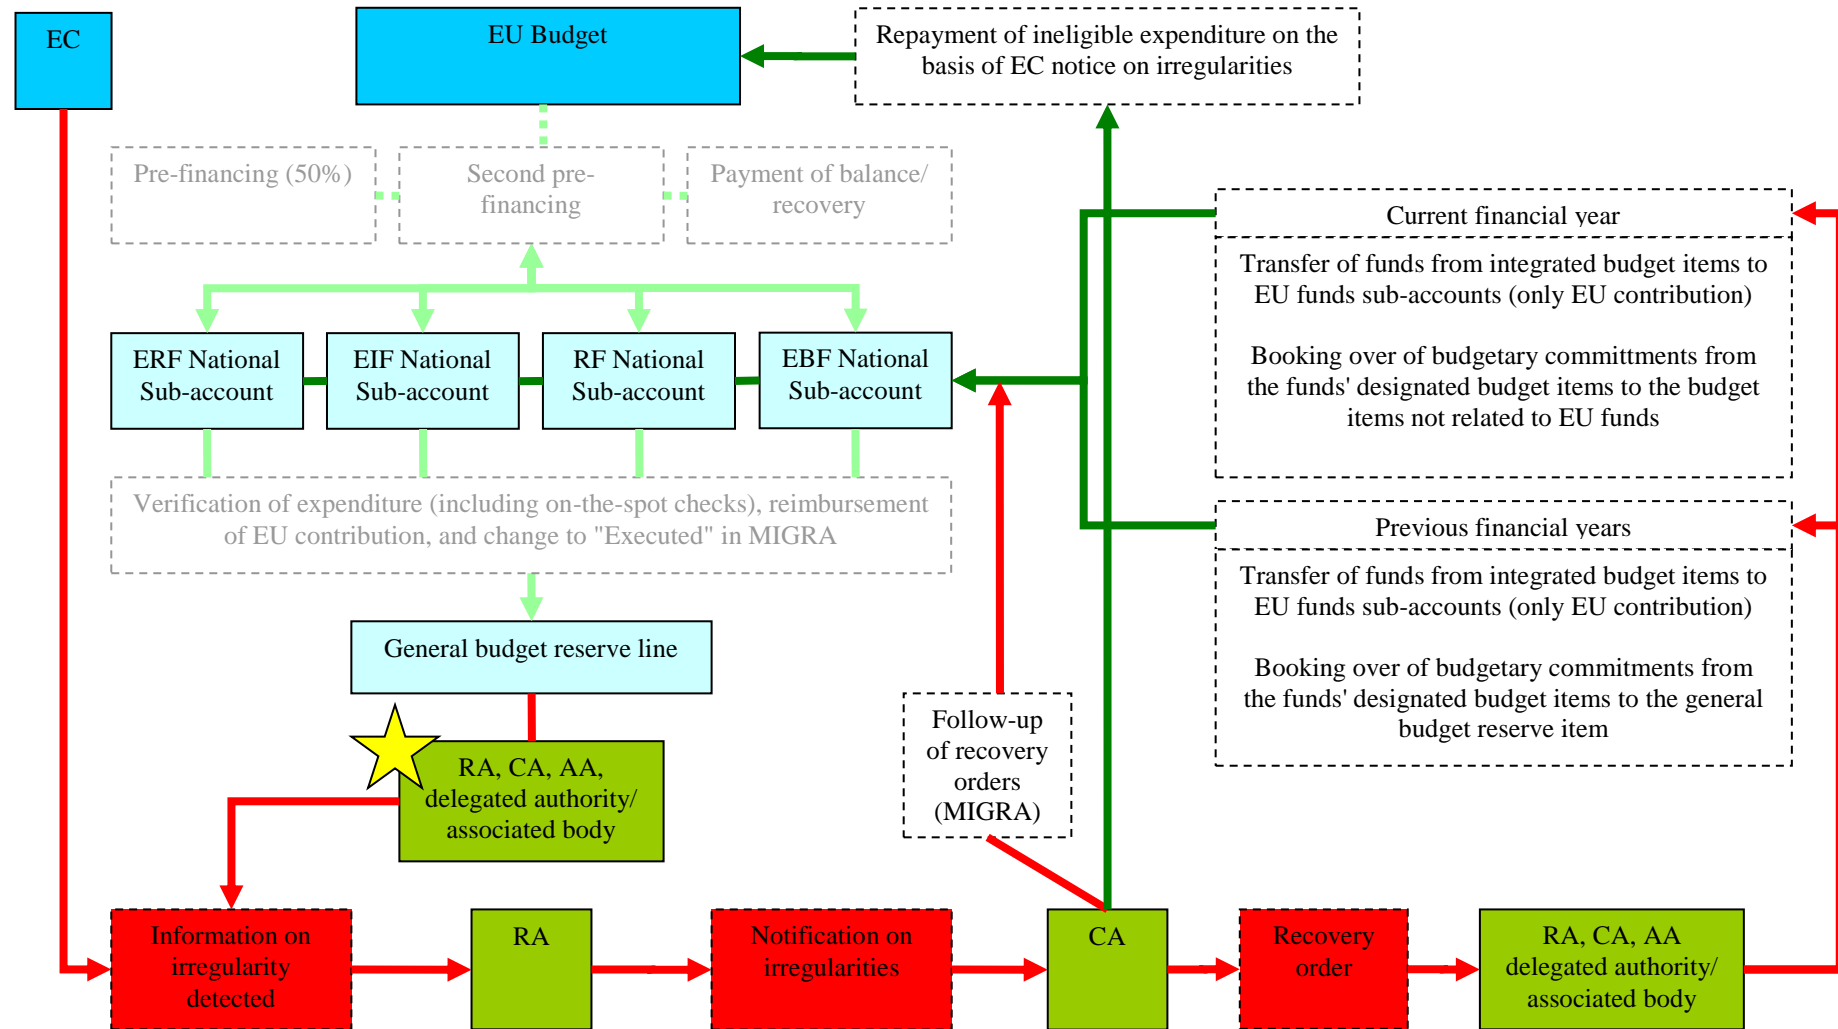 EC
EU Budget
Repayment of ineligible expenditure on the
basis of EC notice on irregularities
Pre-financing (50%)
Second pre-
financing
Payment of balance/
recovery
Current financial year
Transfer of funds from integrated budget items to
EU funds sub-accounts (only EU contribution)
Booking over of budgetary committments from
the funds' designated budget items to the budget
items not related to EU funds
ERF National
Sub-account
EIF National
Sub-account
RF National
Sub-account
EBF National
Sub-account
Verification of expenditure (including on-the-spot checks), reimbursement
of EU contribution, and change to "Executed" in MIGRA
Previous financial years
Transfer of funds from integrated budget items to
EU funds sub-accounts (only EU contribution)
Booking over of budgetary commitments from
the funds' designated budget items to the general
budget reserve item
General budget reserve line
Follow-up
of recovery
orders
(MIGRA)
RA, CA, AA,
delegated authority/
associated body
Information on
irregularity
detected
RA
Notification on
irregularities
CA
Recovery
order
RA, CA, AA
delegated authority/
associated body